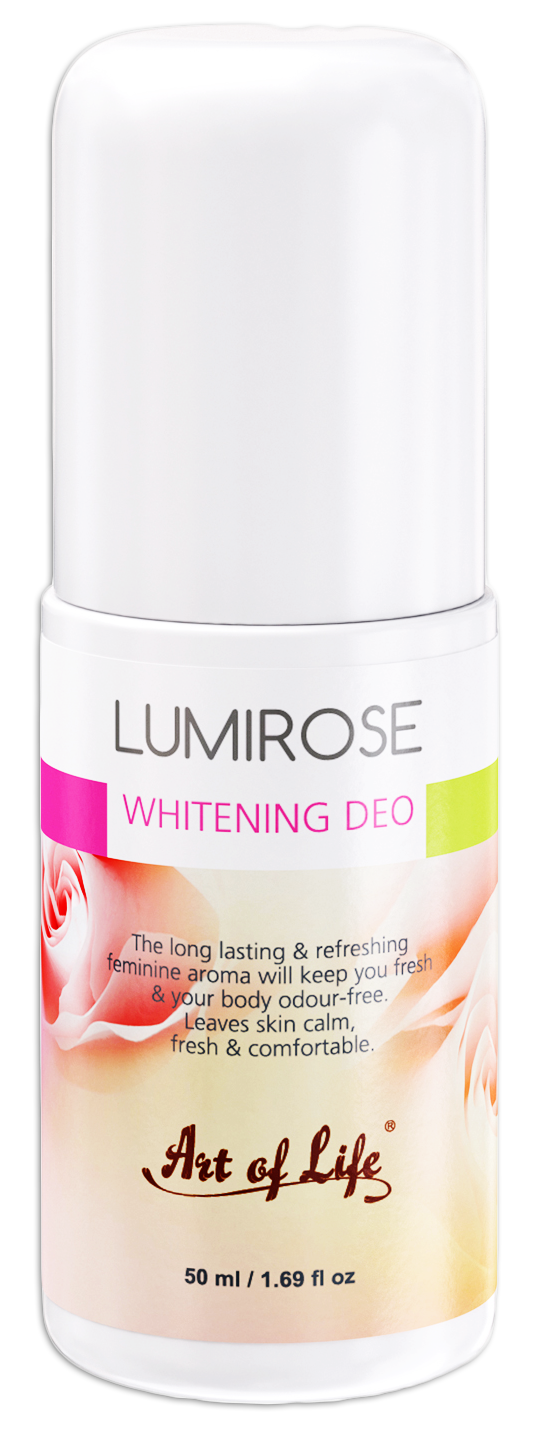 LUMIROSE
WHITENING DEO
The long lasting & refreshing
feminine aroma will keep you fresh
& your body odour-free.
Leaves skin calm,
fresh & comfortable.
Art of Life®
50 ml / 1.69 fl oz